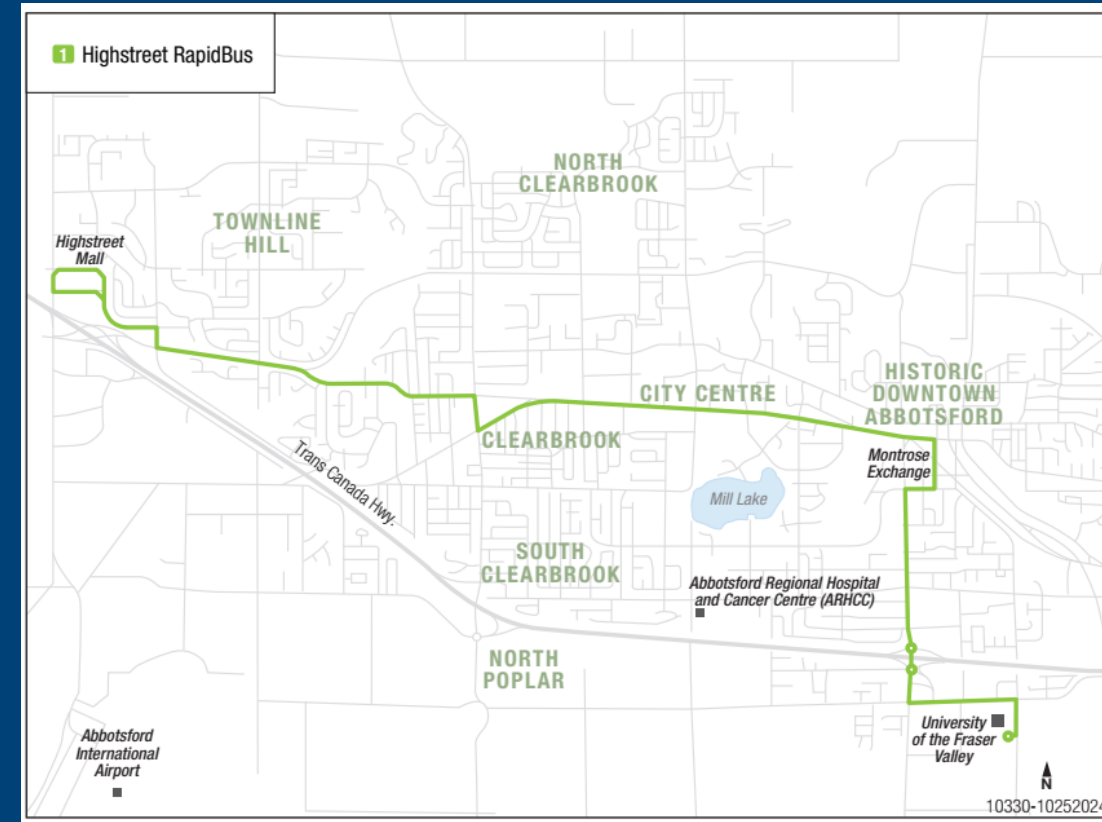 1 Highstreet RapidBus
NORTH
CLEARBROOK
TOWNLINE
HILL
Highstreet
Mall
HISTORIC
DOWNTOWN
ABBOTSFORD
CITY CENTRE
CLEARBROOK
Montrose
Exchange
Trans Canada Hwy.
Mill Lake
SOUTH
CLEARBROOK
Abbotsford Regional Hospital
and Cancer Centre (ARHCC)
NORTH
POPLAR
University
of the Fraser
Valley
Abbotsford
International
Airport
N
10330-10252024